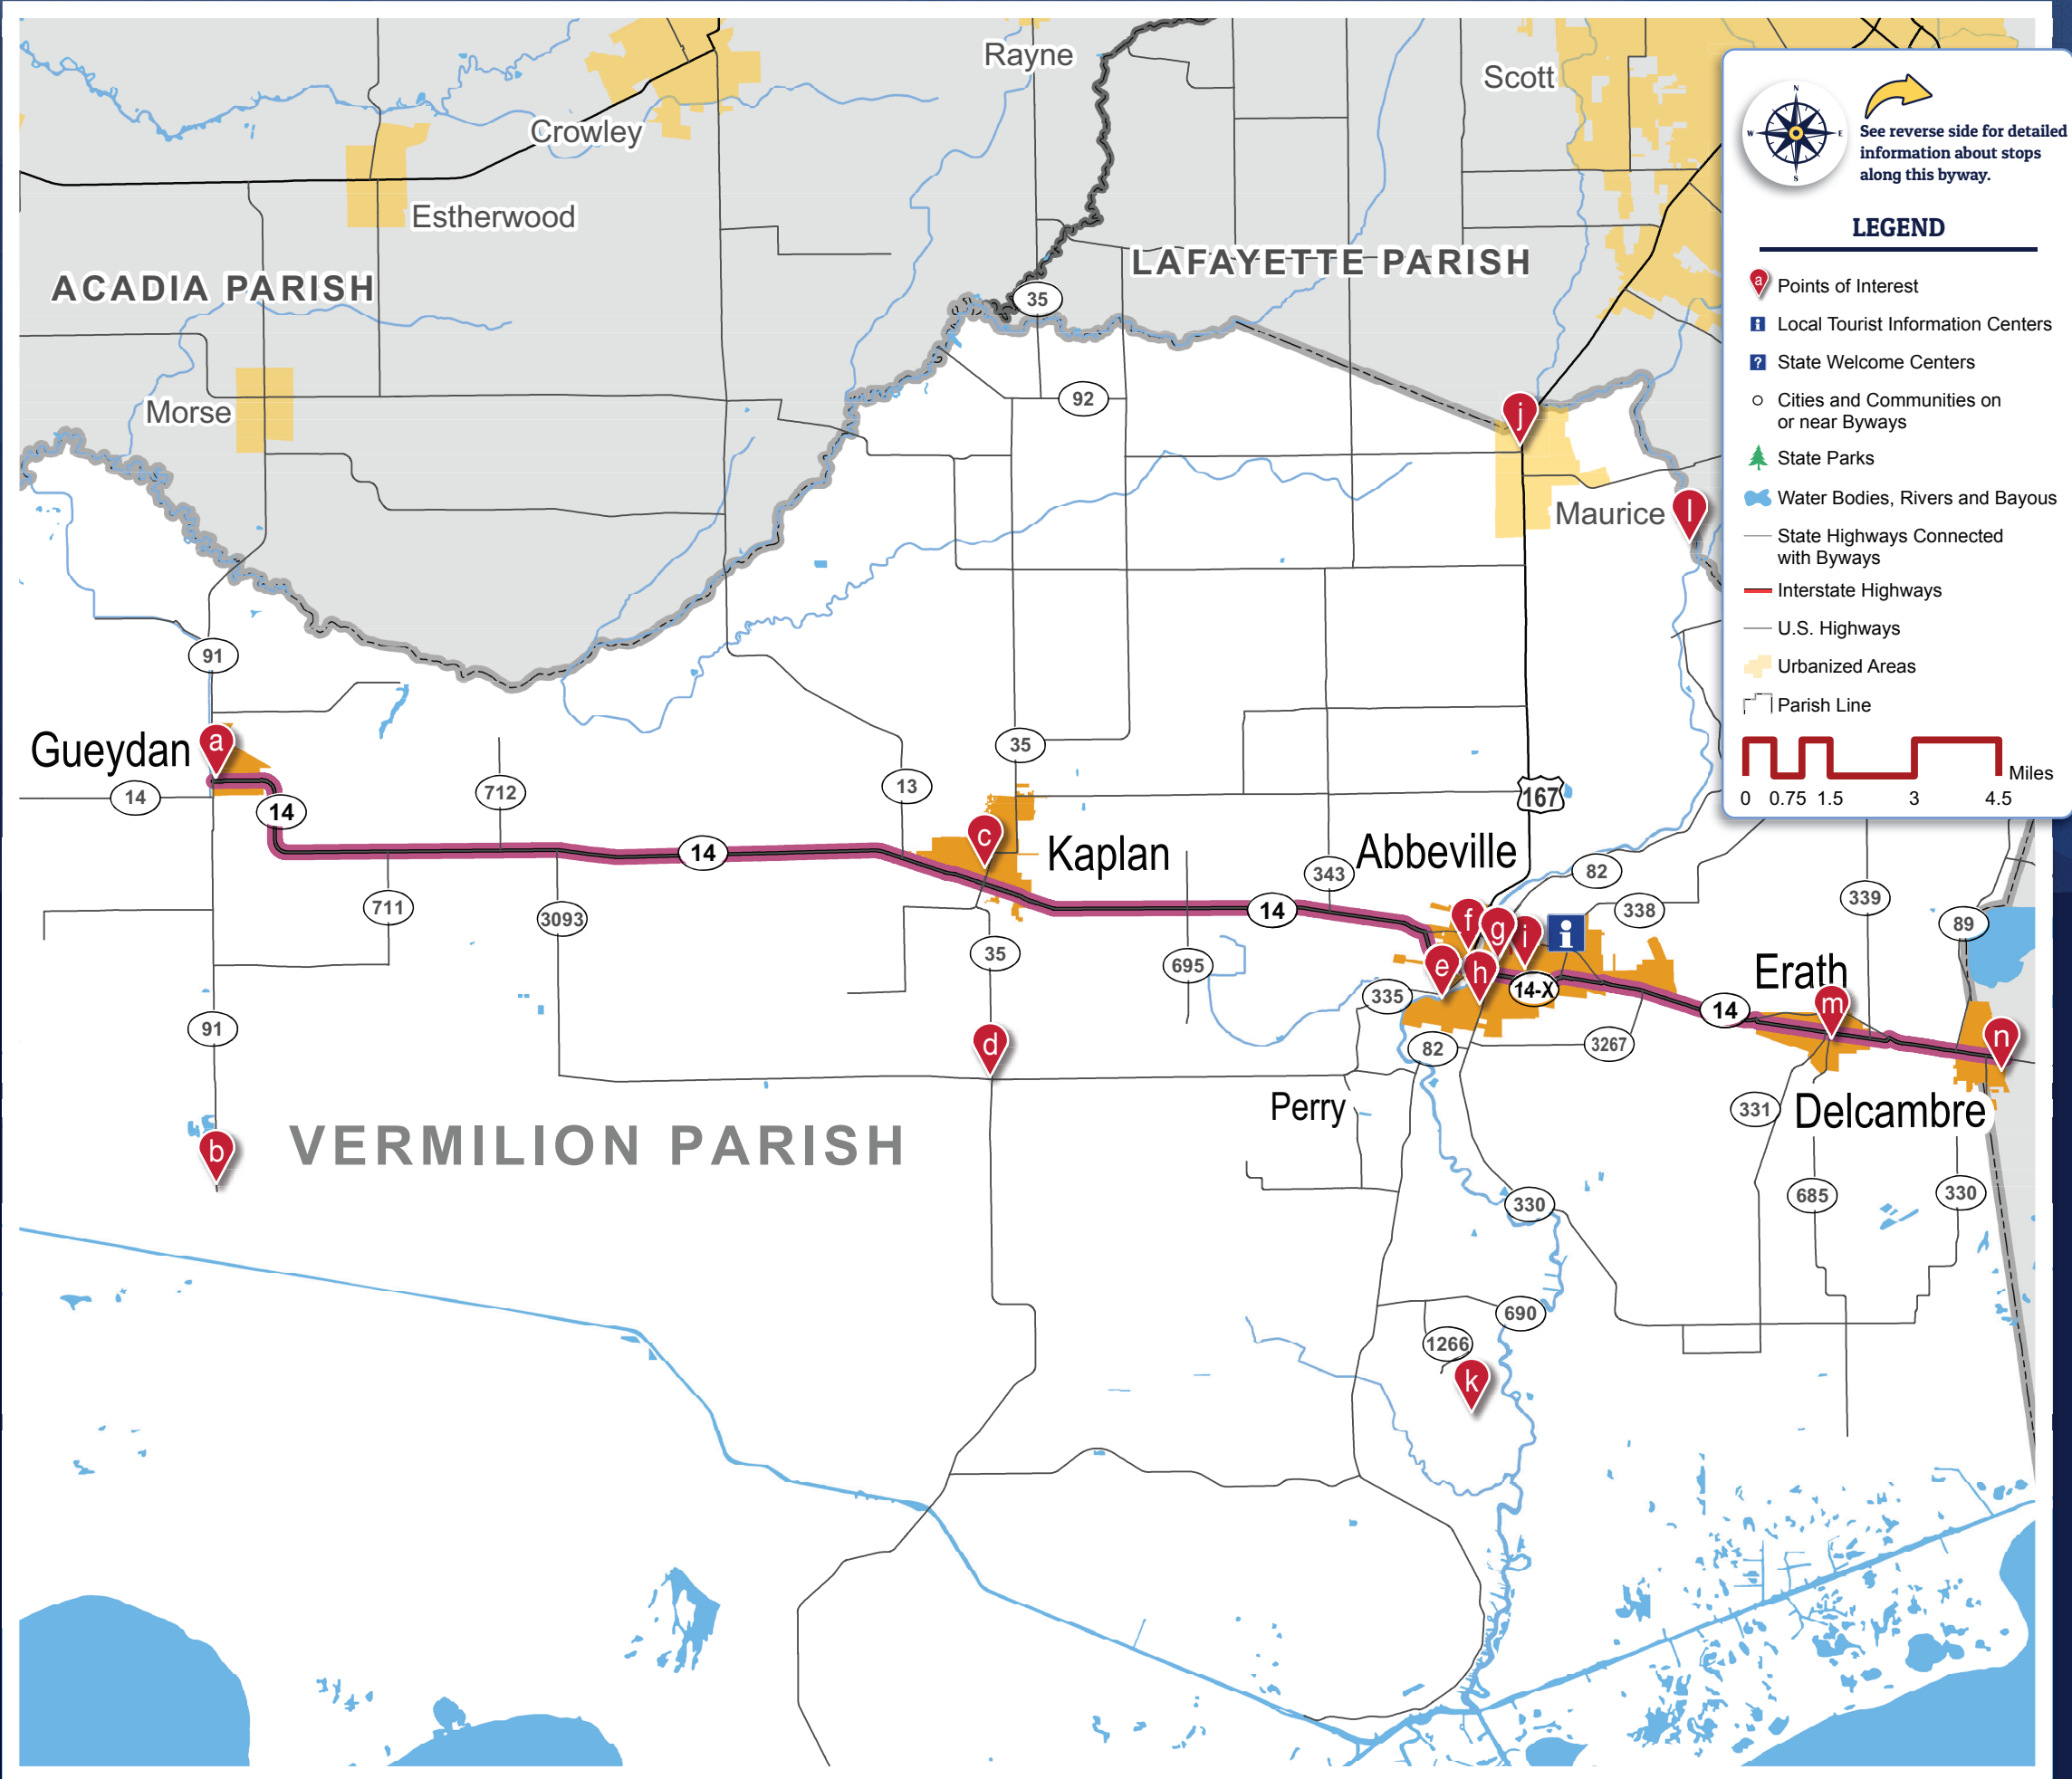 Rayne
Scott
Crowley
Estherwood
ACADIA PARISH
LAFAYETTE PARISH
35
Morse
92
j
Maurice
l
91
Gueydan
a
14
14
712
13
35
167
c
Kaplan
Abbeville
14
343
82
711
3093
14
338
339
89
f
g
i
i
35
695
e
h
335
14-X
Erath
14
m
n
91
d
82
3267
Perry
331
Delcambre
b
VERMILION PARISH
330
685
330
690
1266
k
N
W
E
S
See reverse side for detailed
information about stops
along this byway.
LEGEND
a
Points of Interest
i
Local Tourist Information Centers
?
State Welcome Centers
Cities and Communities on
or near Byways
State Parks
Water Bodies, Rivers and Bayous
State Highways Connected
with Byways
Interstate Highways
U.S. Highways
Urbanized Areas
Parish Line
Miles
0 0.75 1.5 3 4.5